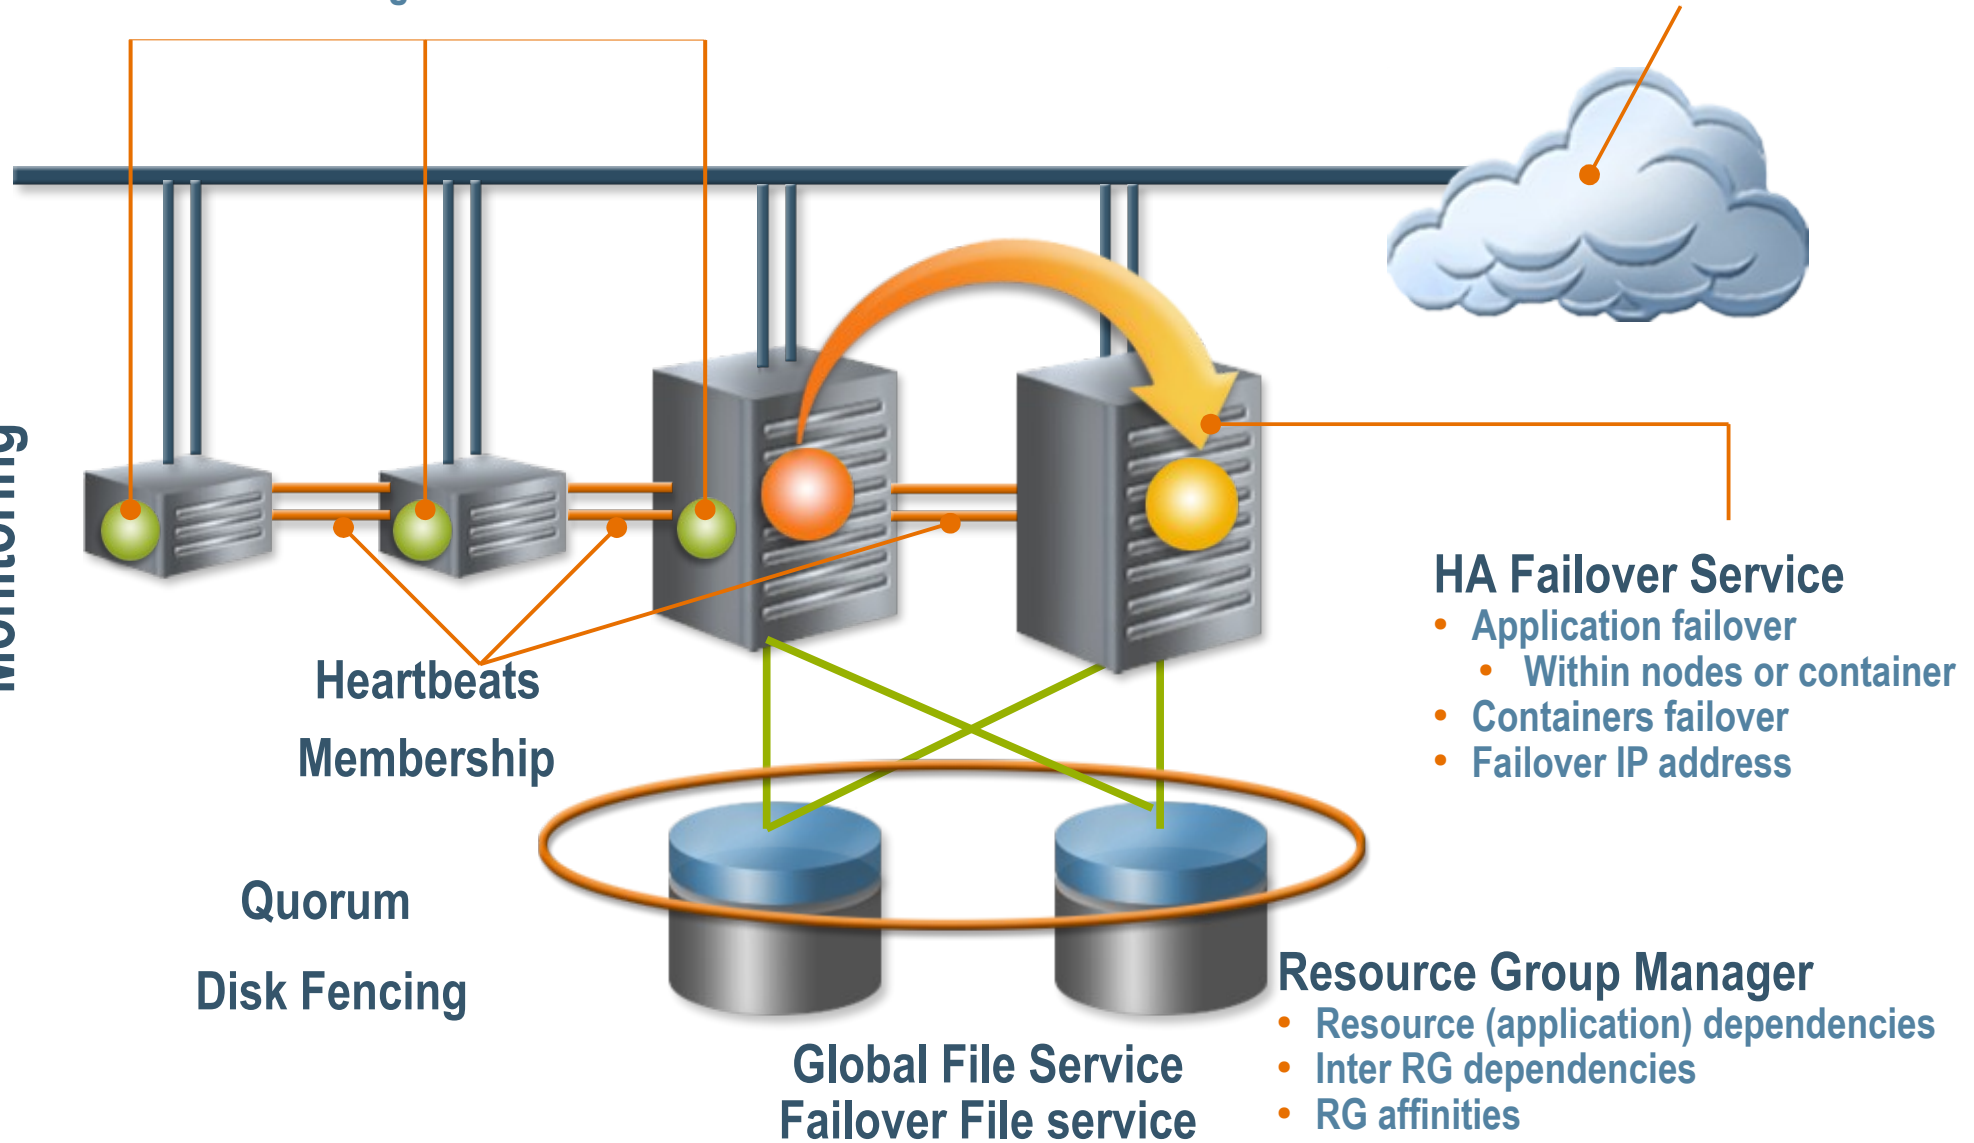 Monitoring
HA Failover Service
• Application failover
• Within nodes or container
• Containers failover
• Failover IP address
Heartbeats
Membership
Quorum
Disk Fencing
Resource Group Manager
• Resource (application) dependencies
• Inter RG dependencies
• RG affinities
Global File Service
Failover File service